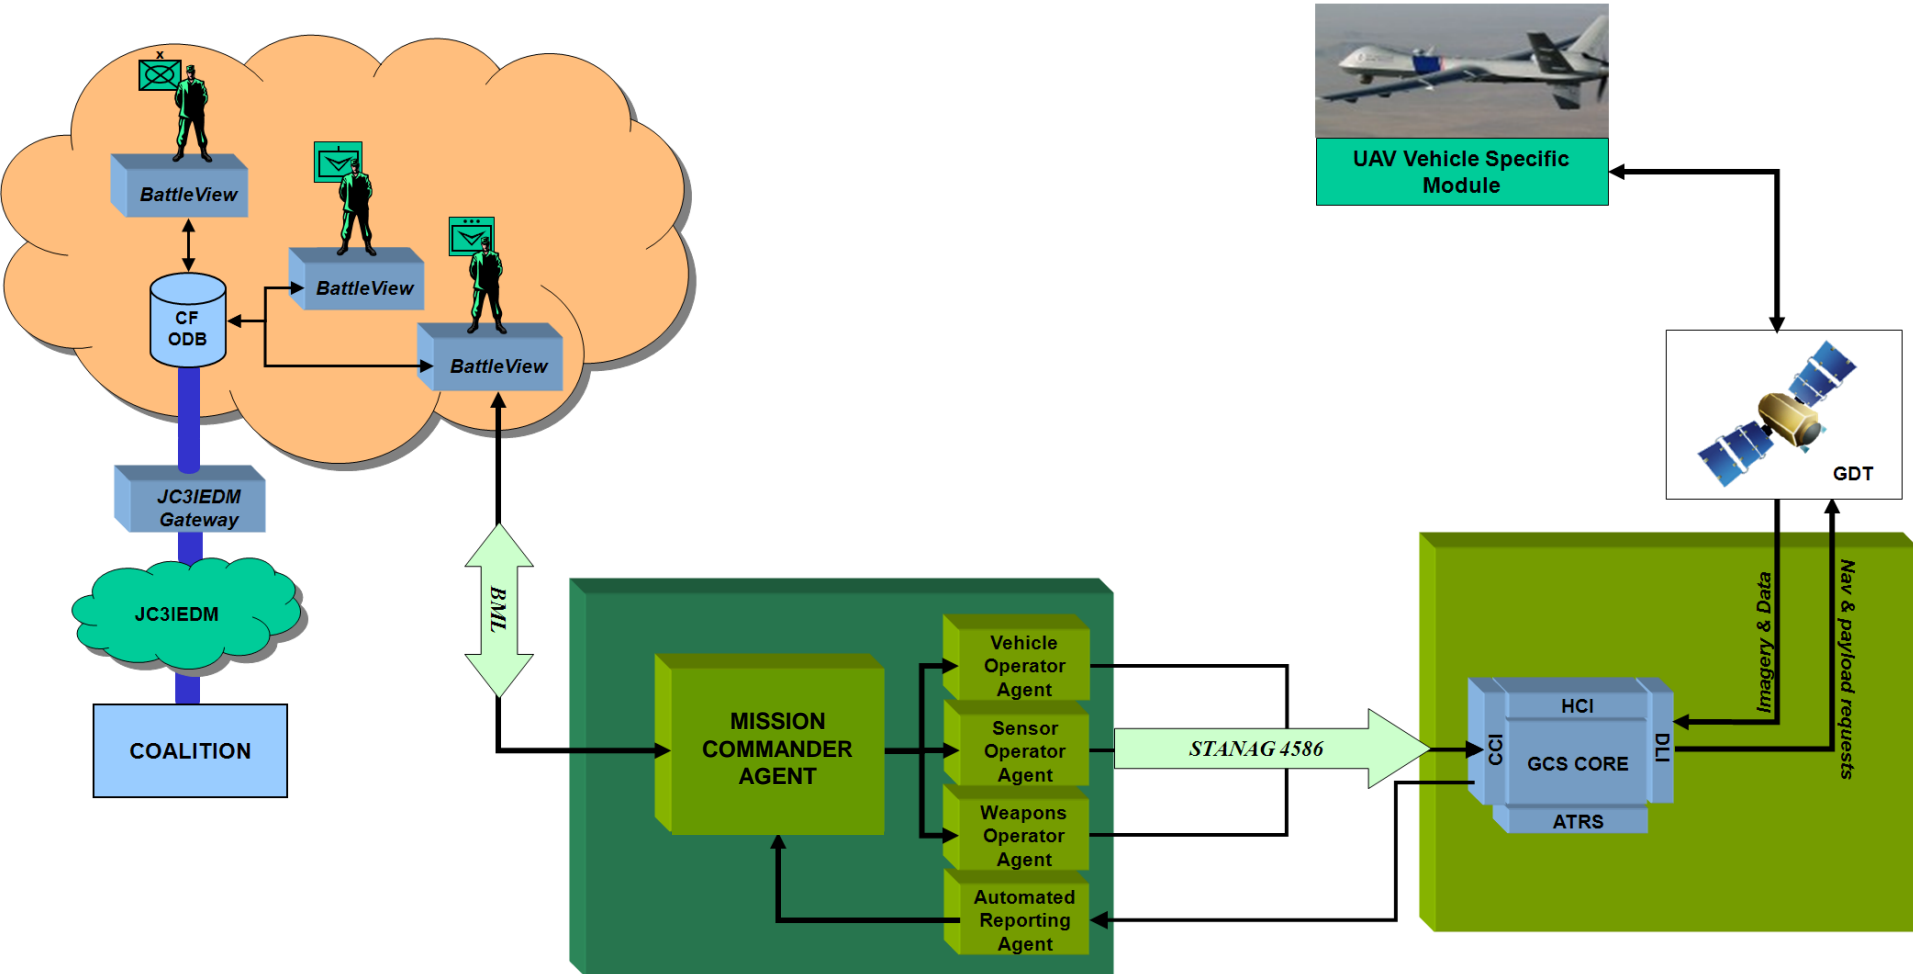 x
BattleView
BattleView
BattleView
CF
ODB
JC3IEDM
Gateway
JC3IEDM
COALITION
BML
MISSION
COMMANDER
AGENT
Vehicle
Operator
Agent
Sensor
Operator
Agent
Weapons
Operator
Agent
Automated
Reporting
Agent
STANAG 4586
UAV Vehicle Specific
Module
GDT
Imagery & Data
Nav & payload requests
HCI
CCI
GCS CORE
DLI
ATRS